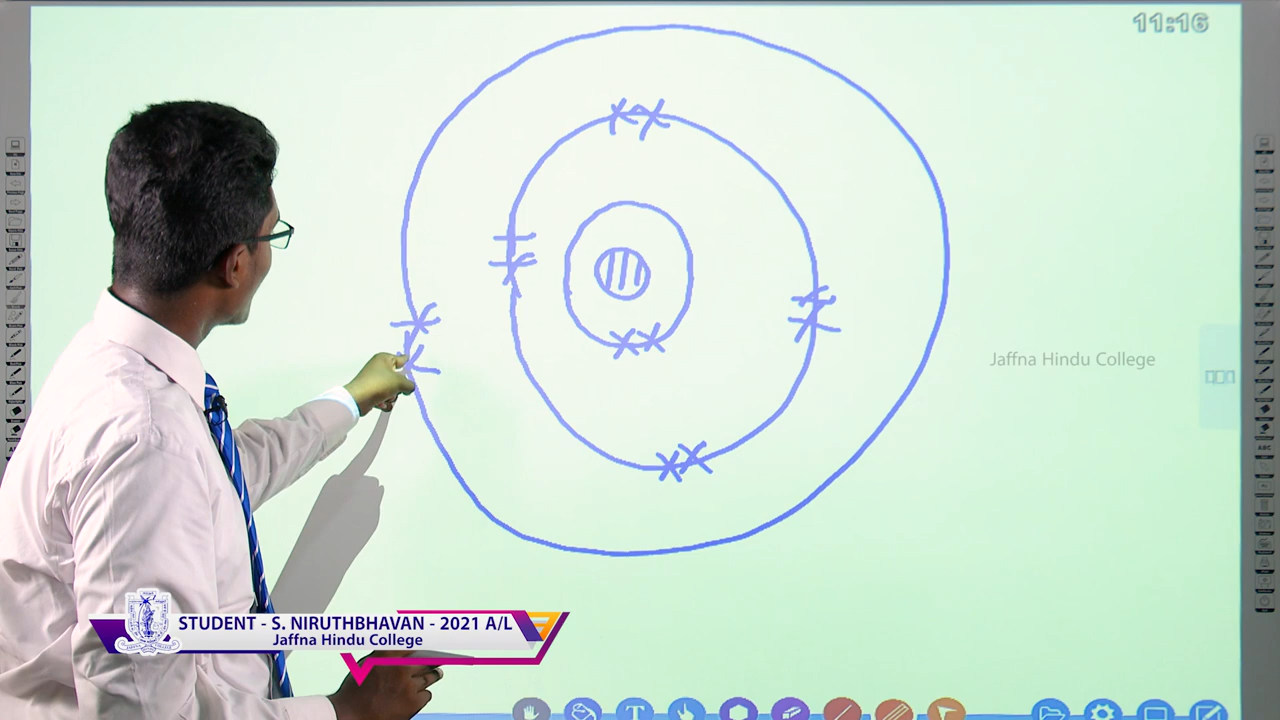 11:16
Jaffna Hindu College
STUDENT - S. NIRUTHBHAVAN - 2021 A/L
Jaffna Hindu College